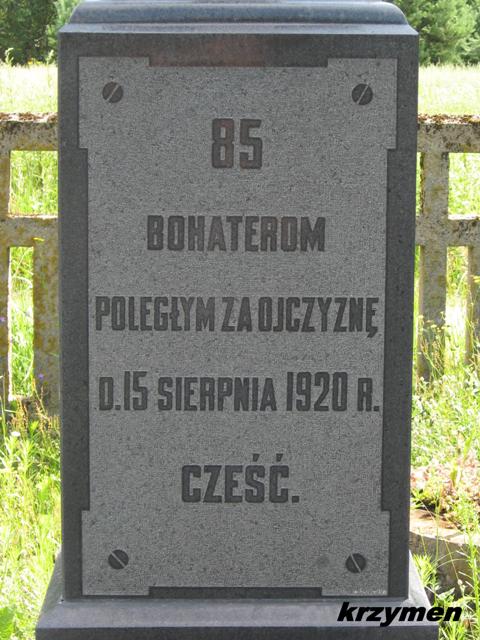 85
BOHATEROM
POLEGŁYM ZA OJCZYZNĘ
D. 15 SIERPNIA 1920 R.
CZEŚĆ.
krzymen